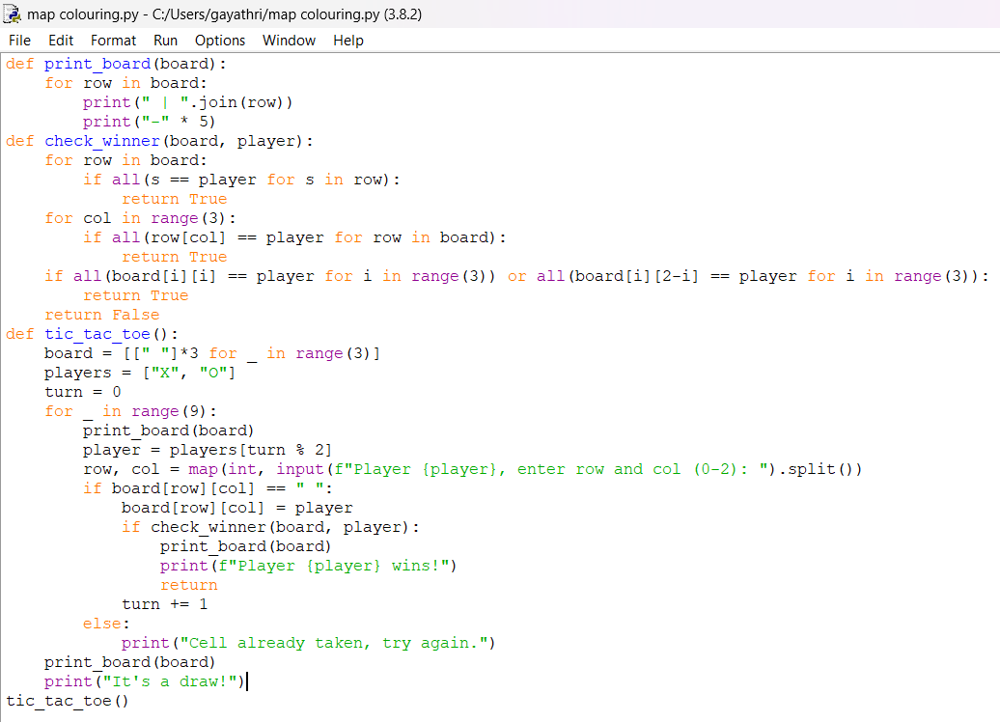 map colouring.py - C:/Users/gayathri/map colouring.py (3.8.2)
File Edit Format Run Options Window Help
def print_board(board):
    for row in board:
        print(" | ".join(row))
        print("-" * 5)
def check_winner(board, player):
    for row in board:
        if all(s == player for s in row):
            return True
    for col in range(3):
        if all(row[col] == player for row in board):
            return True
    if all(board[i][i] == player for i in range(3)) or all(board[i][2-i] == player for i in range(3)):
        return True
    return False
def tic_tac_toe():
    board = [[" "]*3 for _ in range(3)]
    players = ["X", "O"]
    turn = 0
    for _ in range(9):
        print_board(board)
        player = players[turn % 2]
        row, col = map(int, input(f"Player {player}, enter row and col (0-2): ").split())
        if board[row][col] == " ":
            board[row][col] = player
            if check_winner(board, player):
                print_board(board)
                print(f"Player {player} wins!")
                return
            turn += 1
        else:
            print("Cell already taken, try again.")
    print_board(board)
    print("It's a draw!")
tic_tac_toe()